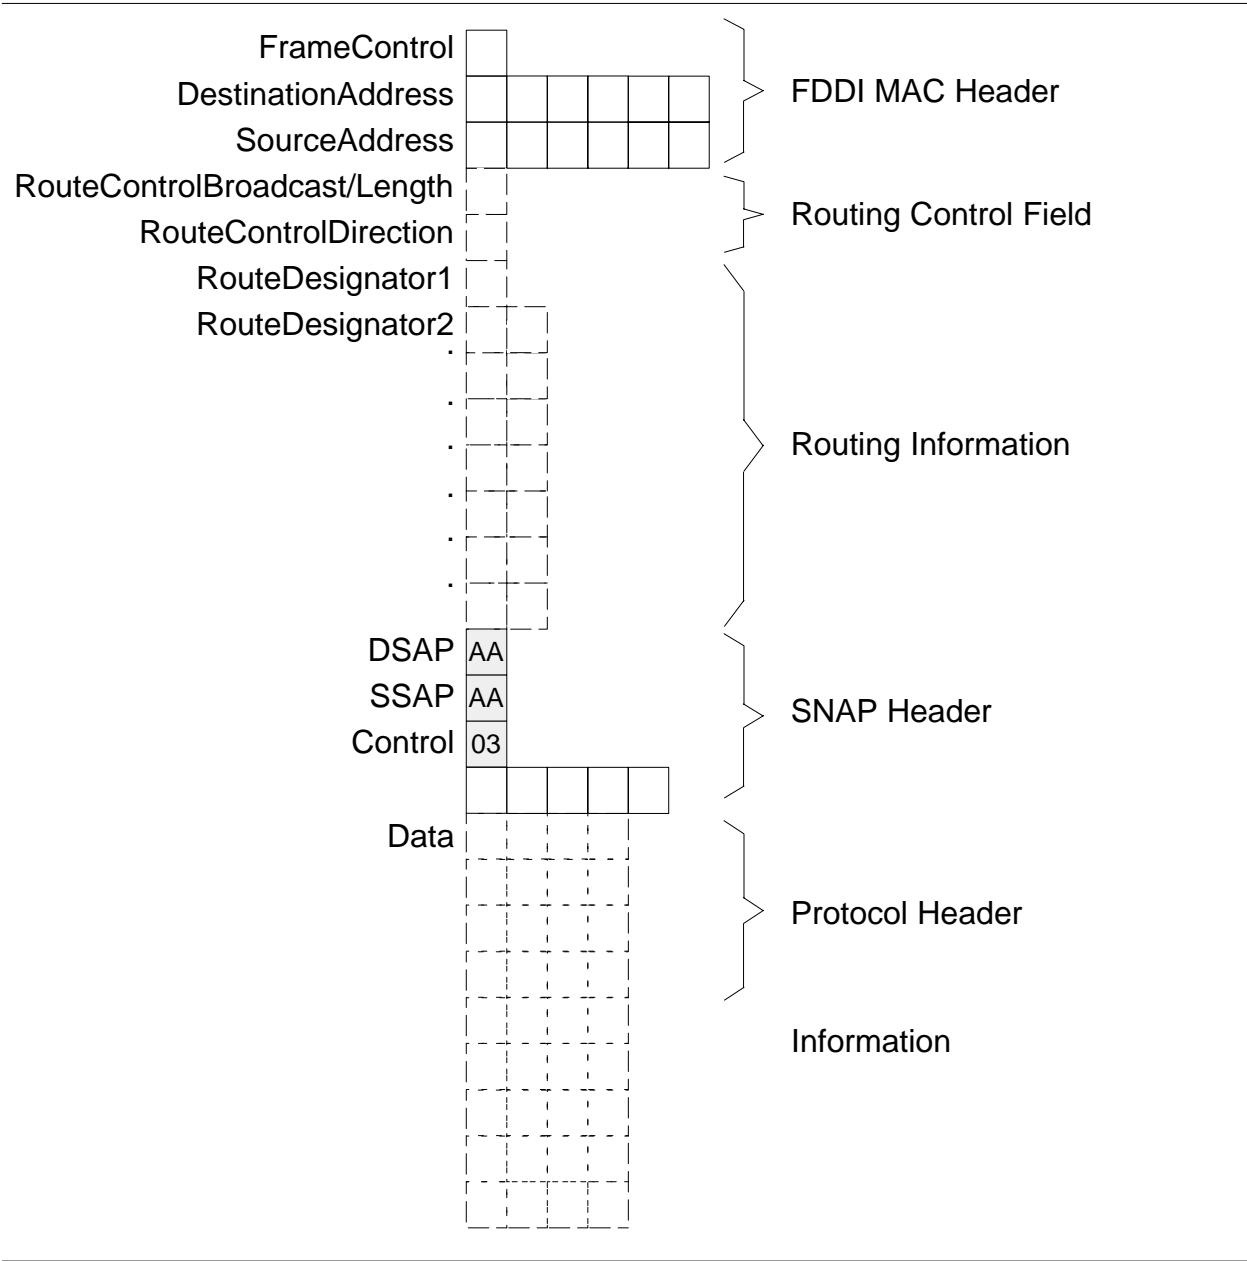 FrameControl
DestinationAddress
FDDI MAC Header
SourceAddress
RouteControlBroadcast/Length
Routing Control Field
RouteControlDirection
RouteDesignator1
RouteDesignator2
.
.
.
Routing Information
.
.
.
DSAP AA
SSAP AA
SNAP Header
Control 03
Data
Protocol Header
Information